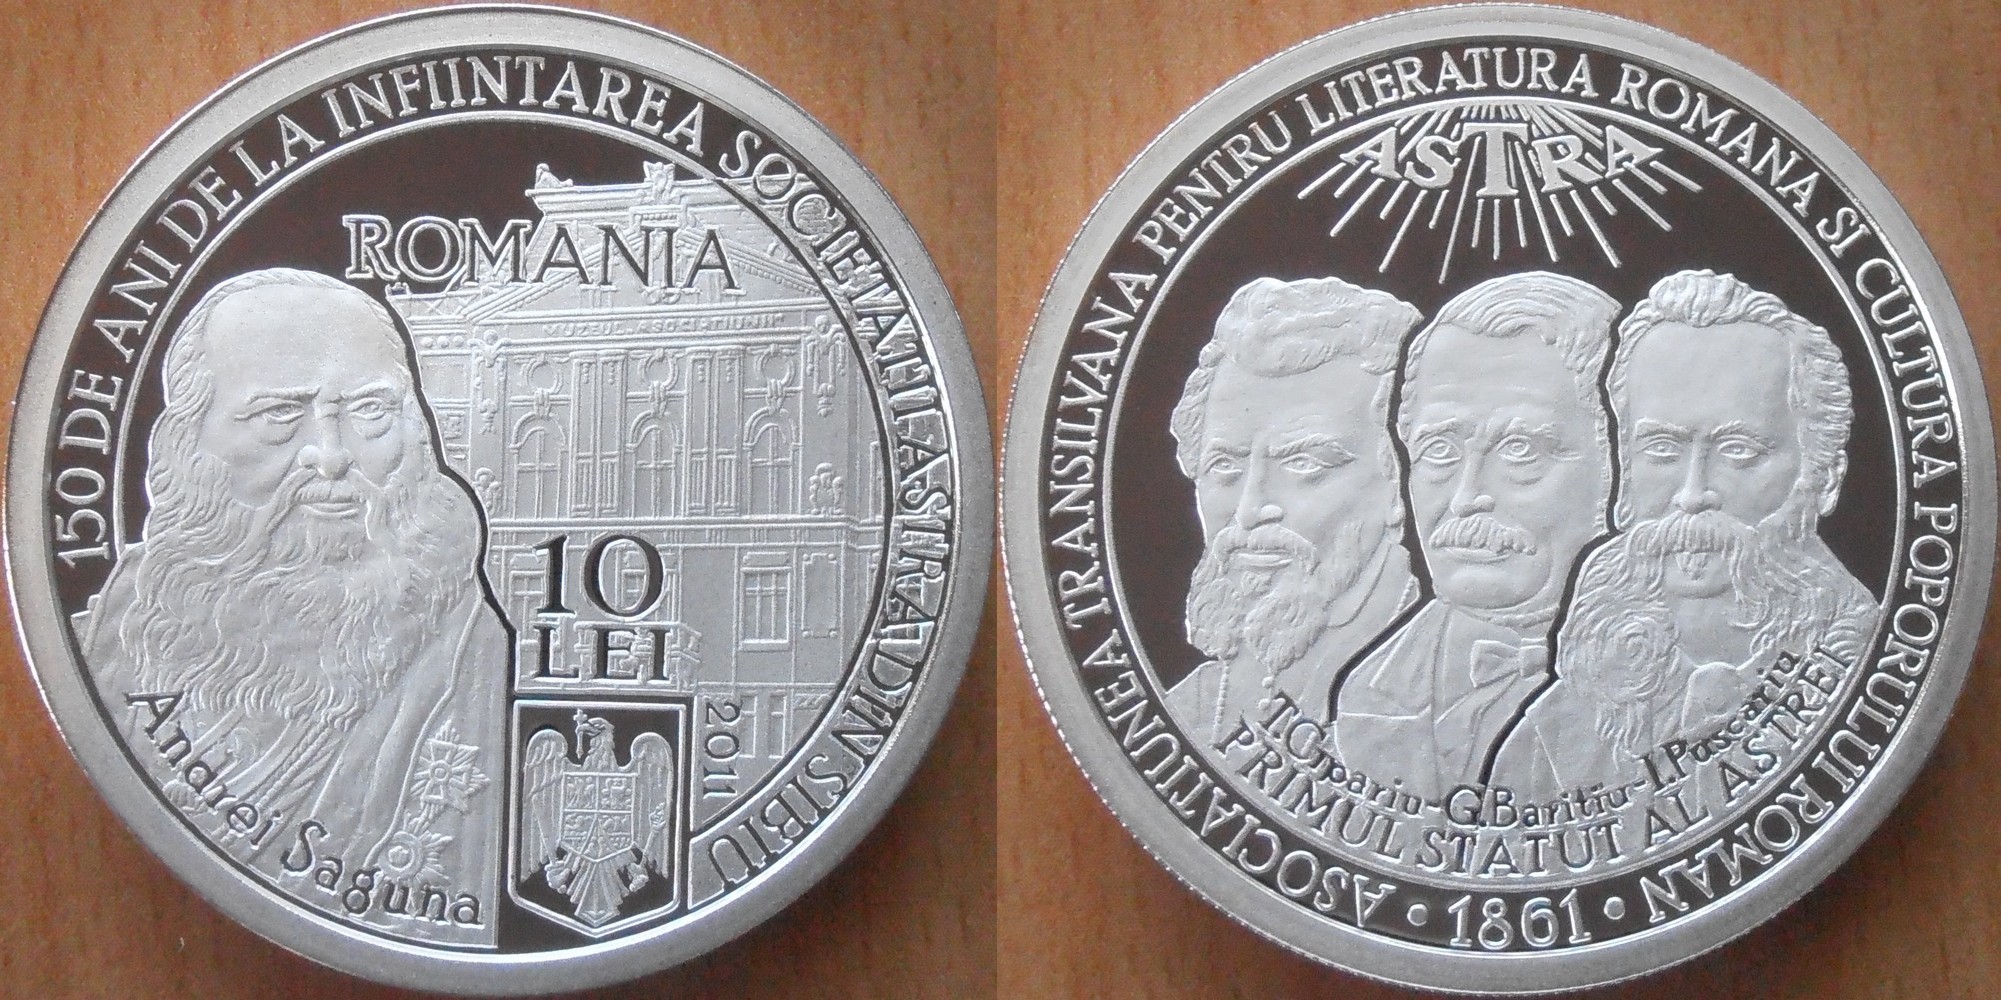 150 DE ANI DE LA INFIINTAREA SOCIETATII ASTRA DIN SIBIU
ROMANIA
MUZEUL ASOCIATIUNII
10
LEI
2011
Andrei Saguna
ASOCIATIUNEA TRANSILVANA PENTRU LITERATURA ROMANA SI CULTURA POPORULUI ROMAN
ASTRA
T.Cipariu-G.Baritiu-I.Puscariu
PRIMUL STATUT AL ASTREI
• 1861 •